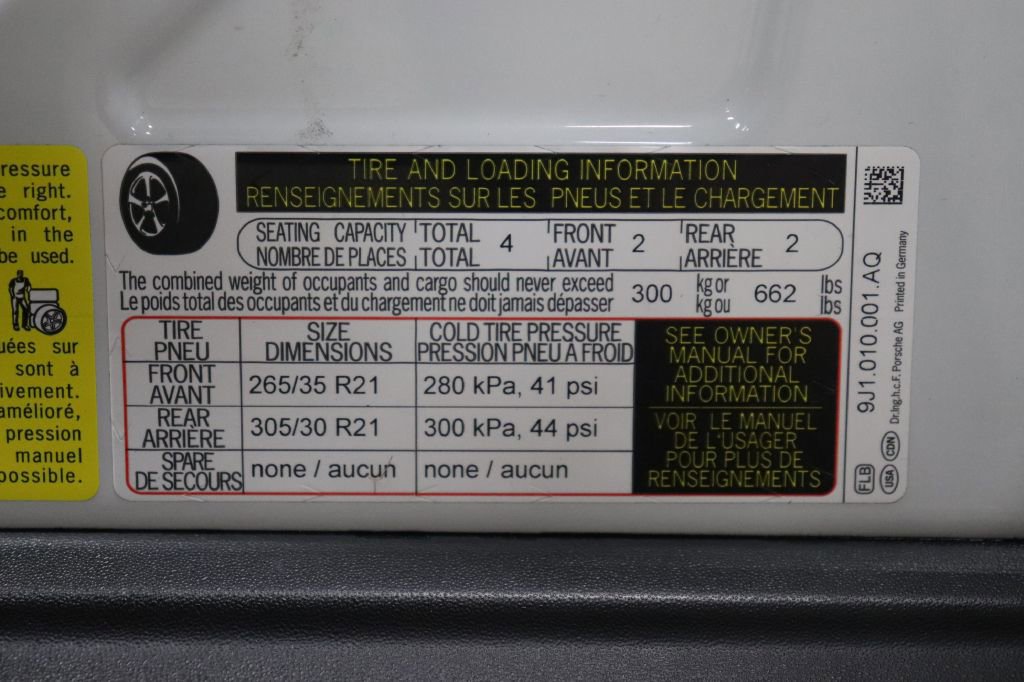 ressure
e right.
comfort,
in the
be used.
uées sur
sont à
ivement.
amélioré,
pression
manuel
possible.
TIRE AND LOADING INFORMATION
RENSEIGNEMENTS SUR LES PNEUS ET LE CHARGEMENT
SEATING CAPACITY TOTAL 4 FRONT 2 REAR 2
NOMBRE DE PLACES TOTAL AVANT ARRIÈRE
The combined weight of occupants and cargo should never exceed 300 kg or 662 lbs
Le poids total des occupants et du chargement ne doit jamais dépasser kg ou lbs
TIRE SIZE COLD TIRE PRESSURE
PNEU DIMENSIONS PRESSION PNEU À FROID
FRONT
AVANT 265/35 R21 280 kPa, 41 psi
REAR
ARRIÈRE 305/30 R21 300 kPa, 44 psi
SPARE
DE SECOURS none / aucun none / aucun
SEE OWNER'S
MANUAL FOR
ADDITIONAL
INFORMATION
VOIR LE MANUEL
DE L'USAGER
POUR PLUS DE
RENSEIGNEMENTS
9J1.010.001.AQ
Dr.Ing.h.c.F. Porsche AG Printed in Germany
FLB
USA CDN